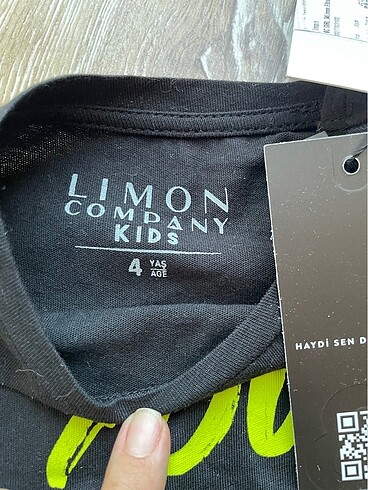 LIMON
COMPANY
KIDS
4 YAŞ
AGE
HAYDİ SEN D